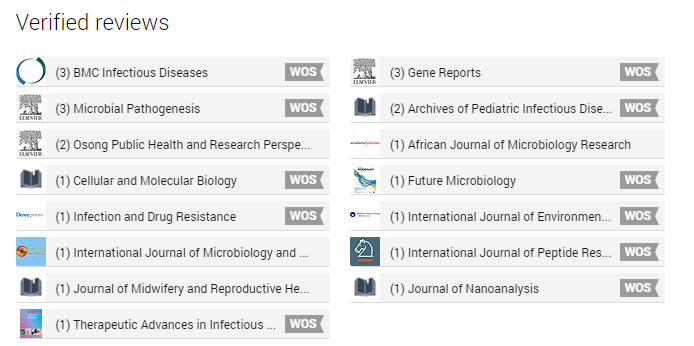 Verified reviews
(3) BMC Infectious Diseases WOS
(3) Gene Reports WOS
ELSEVIER
(3) Microbial Pathogenesis WOS
(2) Archives of Pediatric Infectious Dise... WOS
ELSEVIER
(2) Osong Public Health and Research Perspe...
(1) African Journal of Microbiology Research
ELSEVIER
(1) Cellular and Molecular Biology WOS
(1) Future Microbiology WOS
Dovepress
(1) Infection and Drug Resistance WOS
(1) International Journal of Environmen... WOS
(1) International Journal of Microbiology and ...
(1) International Journal of Peptide Res... WOS
(1) Journal of Midwifery and Reproductive He...
(1) Journal of Nanoanalysis WOS
(1) Therapeutic Advances in Infectious ... WOS